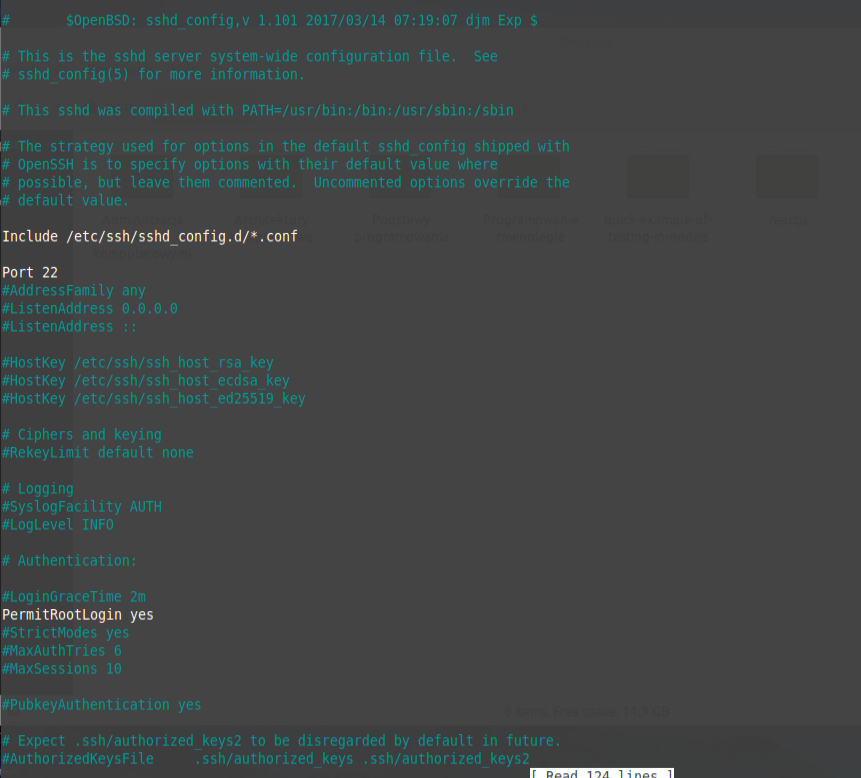 #       $OpenBSD: sshd_config,v 1.101 2017/03/14 07:19:07 djm Exp $
# This is the sshd server system-wide configuration file.  See
# sshd_config(5) for more information.
# This sshd was compiled with PATH=/usr/bin:/bin:/usr/sbin:/sbin
# The strategy used for options in the default sshd_config shipped with
# OpenSSH is to specify options with their default value where
# possible, but leave them commented.  Uncommented options override the
# default value.
Include /etc/ssh/sshd_config.d/*.conf
Port 22
#AddressFamily any
#ListenAddress 0.0.0.0
#ListenAddress ::
#HostKey /etc/ssh/ssh_host_rsa_key
#HostKey /etc/ssh/ssh_host_ecdsa_key
#HostKey /etc/ssh/ssh_host_ed25519_key
# Ciphers and keying
#RekeyLimit default none
# Logging
#SyslogFacility AUTH
#LogLevel INFO
# Authentication:
#LoginGraceTime 2m
PermitRootLogin yes
#StrictModes yes
#MaxAuthTries 6
#MaxSessions 10
#PubkeyAuthentication yes
# Expect .ssh/authorized_keys2 to be disregarded by default in future.
#AuthorizedKeysFile     .ssh/authorized_keys .ssh/authorized_keys2
[ Read 124 lines ]